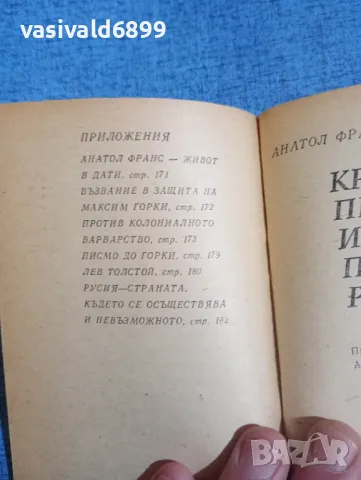 vasivald6899
ПРИЛОЖЕНИЯ
АНАТОЛ ФРАНС — ЖИВОТ
В ДАТИ, стр. 171
ВЪЗВАНИЕ В ЗАЩИТА НА
МАКСИМ ГОРКИ, стр. 172
ПРОТИВ КОЛОНИАЛНОТО
ВАРВАРСТВО, стр. 173
ПИСМО ДО ГОРКИ, стр. 179
ЛЕВ ТОЛСТОЙ, стр. 180
РУСИЯ—СТРАНАТА,
КЪДЕТО СЕ ОСЪЩЕСТВЯВА
И НЕВЪЗМОЖНОТО, стр. 182
АНАТОЛ ФРА
КР
П
И
П
Р
bazar